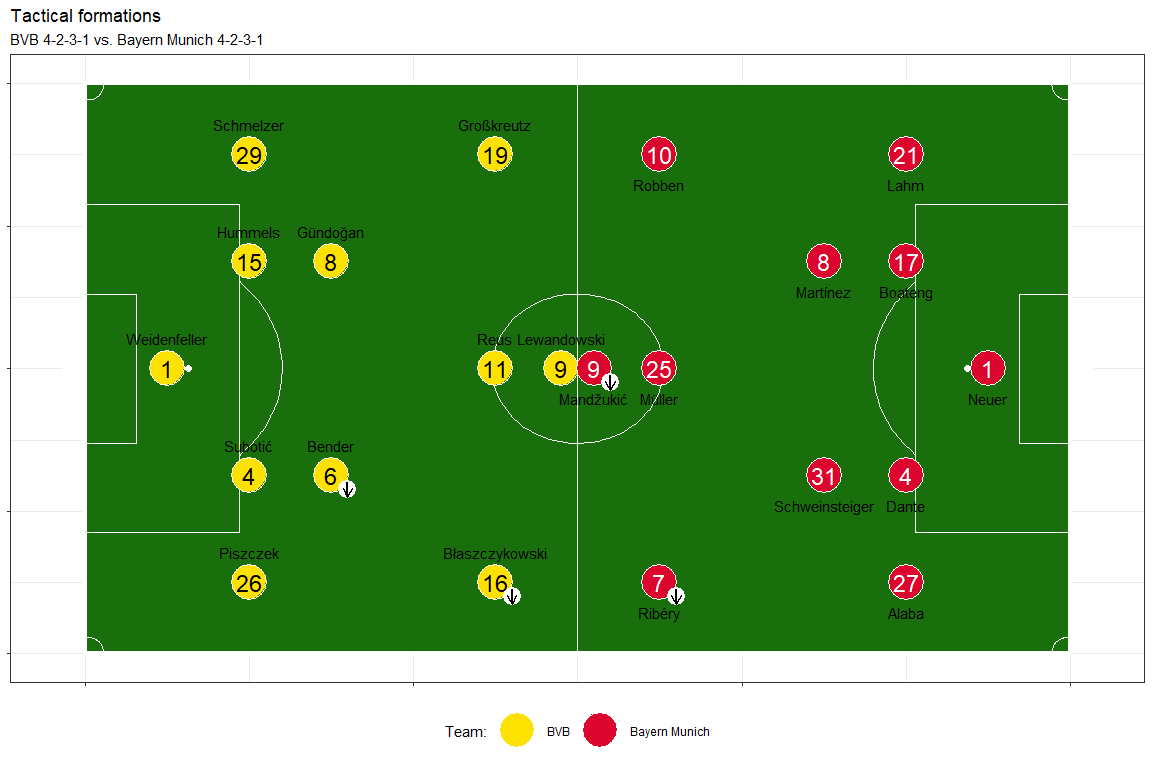 Tactical formations
BVB 4-2-3-1 vs. Bayern Munich 4-2-3-1
Schmelzer
Großkreutz
29
19
10
21
Robben
Lahm
Hummels
Gündoğan
15
8
8
17
Martínez
Boateng
Weidenfeller
Reus
Lewandowski
1
11
9
9
25
1
Mandžukić
Müller
Neuer
Subotić
Bender
4
6
31
4
Schweinsteiger
Dante
Piszczek
Błaszczykowski
26
16
7
27
Ribéry
Alaba
Team:
BVB
Bayern Munich